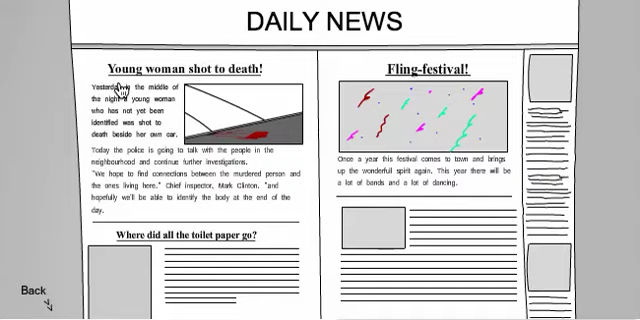 DAILY NEWS
Young woman shot to death!
Yesterday in the middle of
the night a young woman
who has not yet been
identified was shot to
death beside her own car.
Today the police is going to talk with the people in the
neighbourhood and continue further investigations.
"We hope to find connections between the murdered person and
the ones living here." Chief inspector, Mark Clinton. "and
hopefully we'll be able to identify the body at the end of the
day.
Where did all the toilet paper go?
Fling-festival!
Once a year this festival comes to town and brings
up the wonderful spirit again. This year there will be
a lot of bands and a lot of dancing.
Back